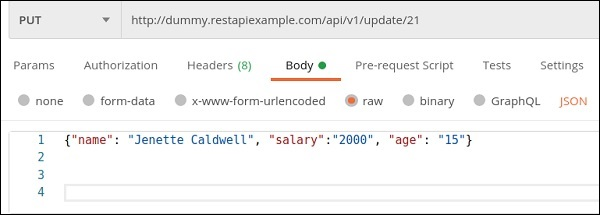 PUT http://dummy.restapiexample.com/api/v1/update/21
Params Authorization Headers (8) Body Pre-request Script Tests Settings
none form-data x-www-form-urlencoded raw binary GraphQL JSON
1 {"name": "Jenette Caldwell", "salary":"2000", "age": "15"}
2
3
4